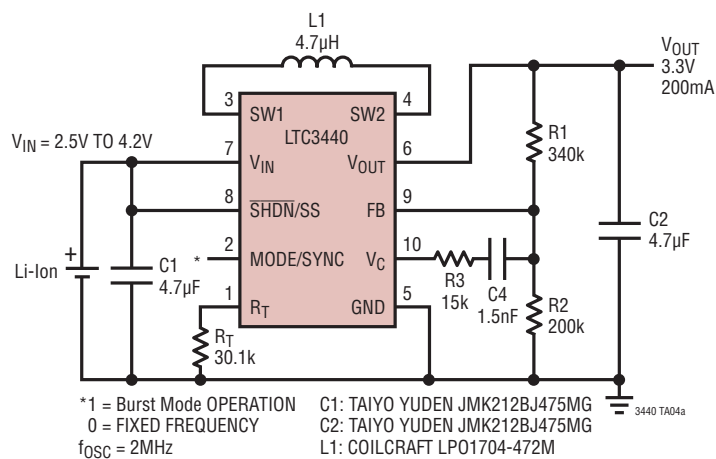 L1
4.7µH
V_OUT
3.3V
200mA
3
4
SW1
SW2
LTC3440
V_IN = 2.5V TO 4.2V
7
6
V_IN
V_OUT
R1
340k
8
9
SHDN/SS
FB
+
Li-Ion
C1
4.7µF
*
2
10
MODE/SYNC
V_C
R3
15k
C4
1.5nF
C2
4.7µF
1
5
R_T
GND
R_T
30.1k
R2
200k
3440 TA04a
*1 = Burst Mode OPERATION
0 = FIXED FREQUENCY
f_OSC = 2MHz
C1: TAIYO YUDEN JMK212BJ475MG
C2: TAIYO YUDEN JMK212BJ475MG
L1: COILCRAFT LPO1704-472M